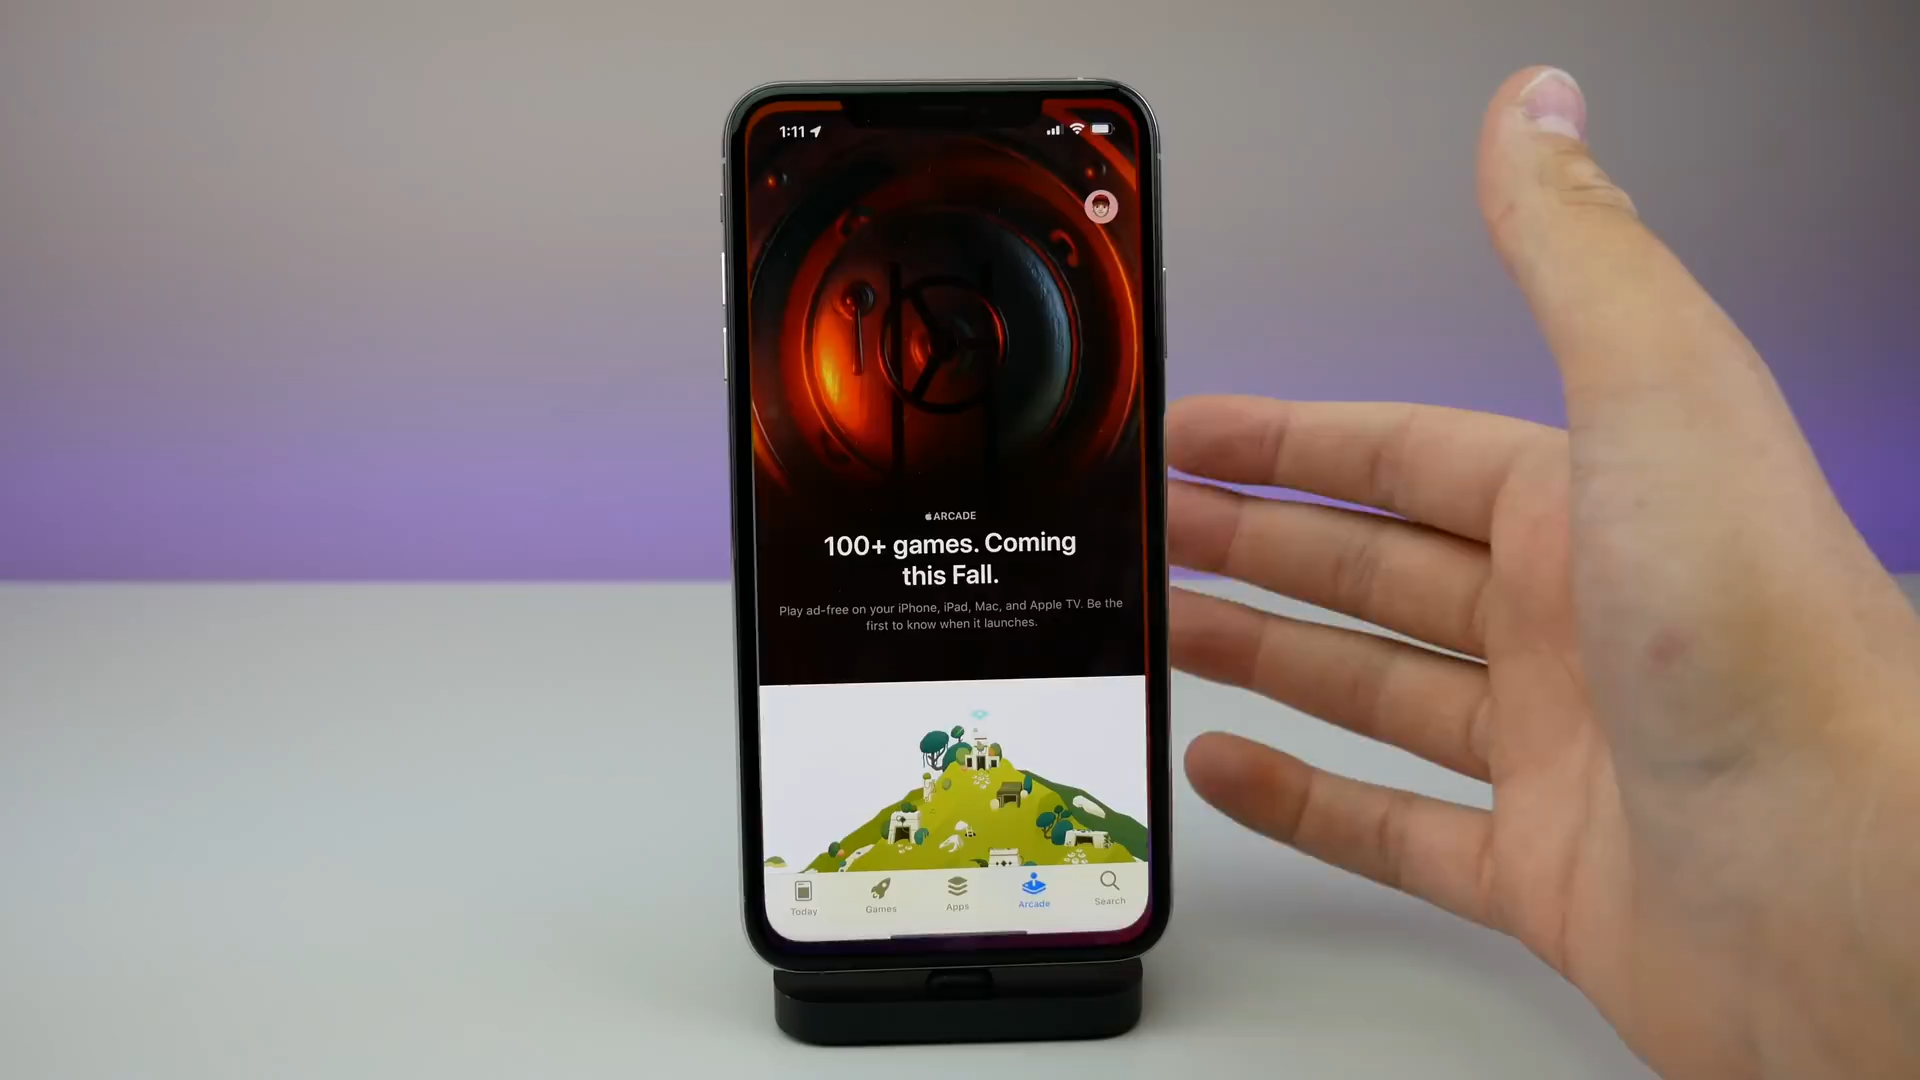 1:11
ARCADE
100+ games. Coming
this Fall.
Play ad-free on your iPhone, iPad, Mac, and Apple TV. Be the
first to know when it launches.
Today
Games
Apps
Arcade
Search